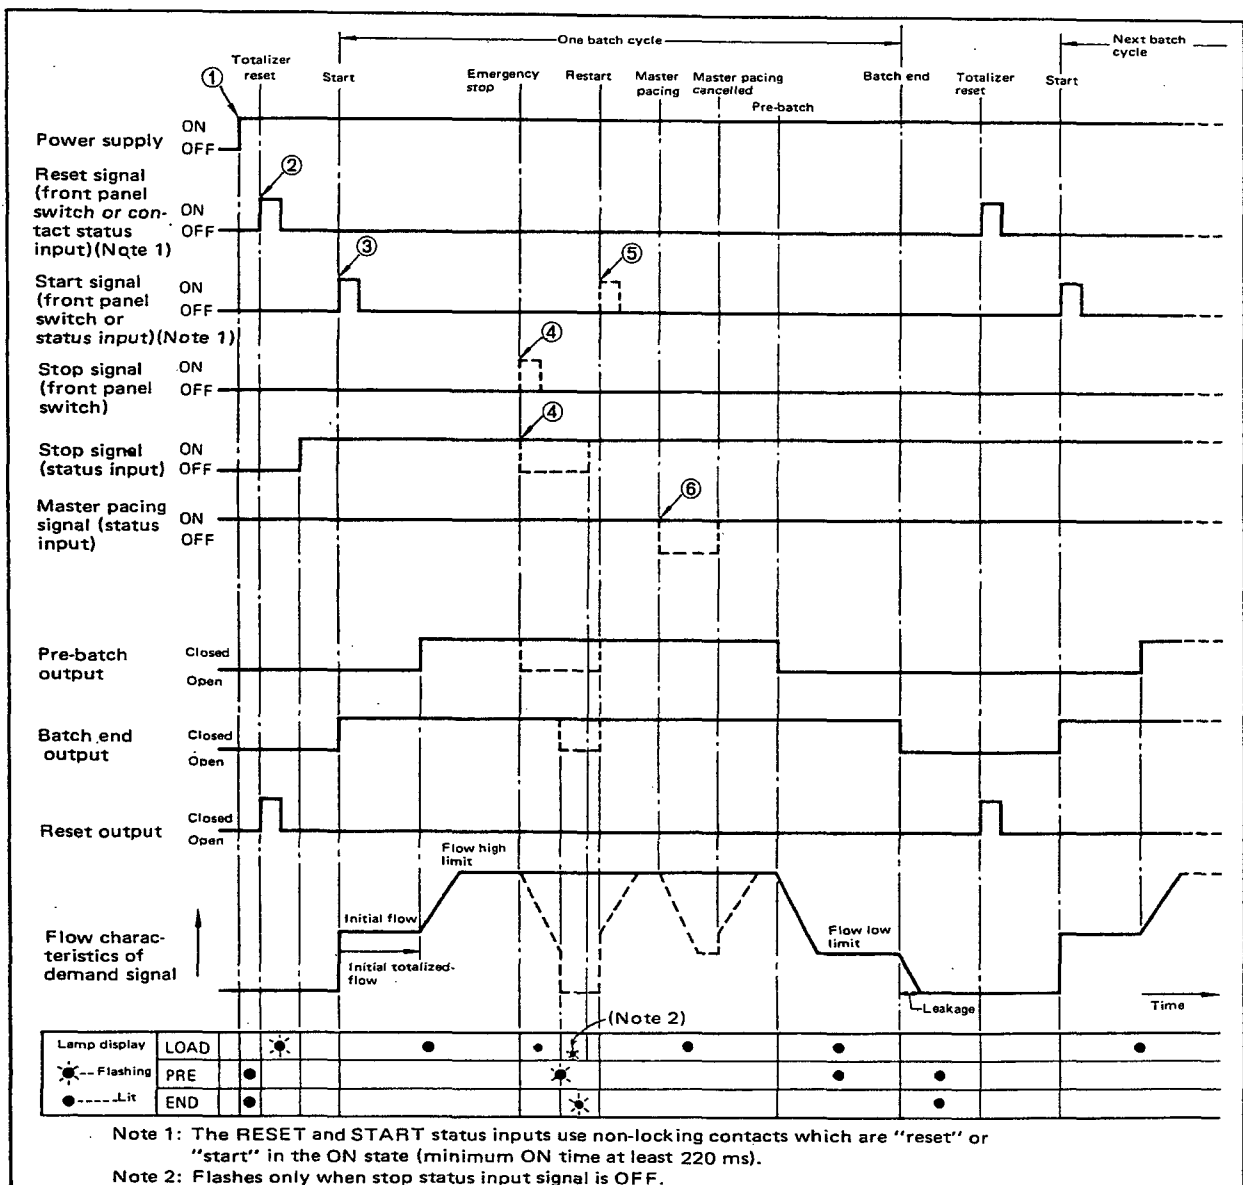 One batch cycle
Next batch
cycle
Totalizer
reset
Start
Emergency
stop
Restart
Master
pacing
Master pacing
cancelled
Pre-batch
Batch end
Totalizer
reset
Start
①
Power supply
ON
OFF
Reset signal
(front panel
switch or con-
tact status
input)(Note 1)
ON
OFF
②
Start signal
(front panel
switch or
status input)(Note 1)
ON
OFF
③
⑤
Stop signal
(front panel
switch)
ON
OFF
④
Stop signal
(status input)
ON
OFF
④
Master pacing
signal (status
input)
ON
OFF
⑥
Pre-batch
output
Closed
Open
Batch end
output
Closed
Open
Reset output
Closed
Open
Flow charac-
teristics of
demand signal
Initial flow
Initial totalized-
flow
Flow high
limit
Flow low
limit
Leakage
Time
(Note 2)
Lamp display
--Flashing
-----Lit
LOAD
PRE
END
Note 1: The RESET and START status inputs use non-locking contacts which are "reset" or
"start" in the ON state (minimum ON time at least 220 ms).
Note 2: Flashes only when stop status input signal is OFF.